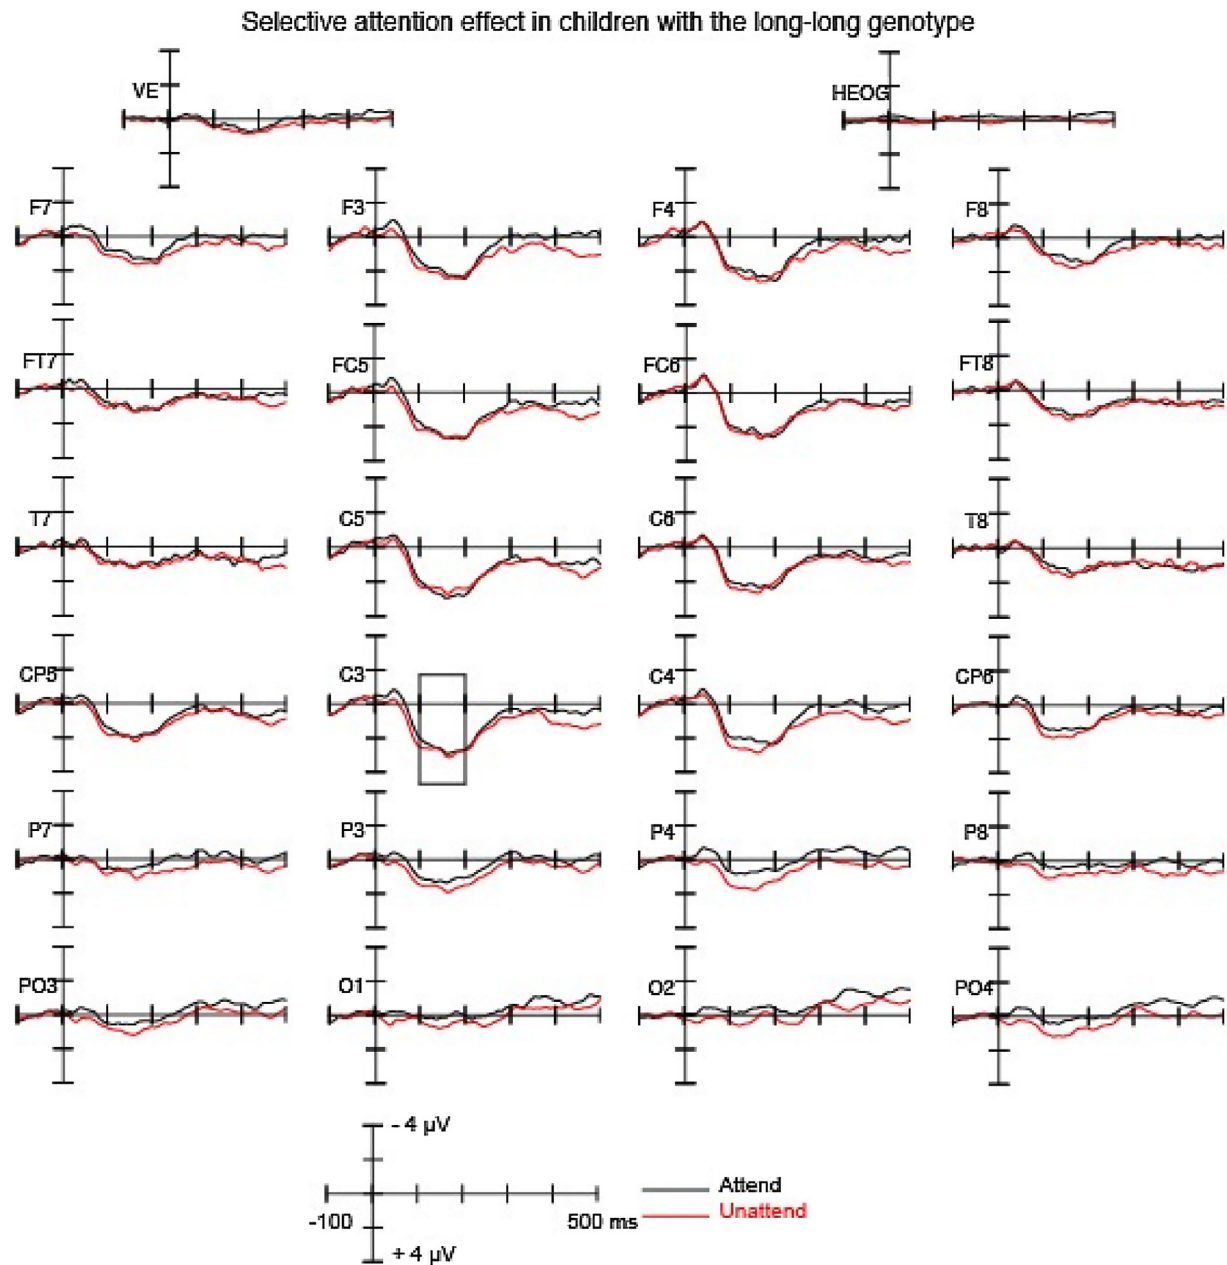 Selective attention effect in children with the long-long genotype
VE
HEOG
F7
F3
F4
F8
FT7
FC5
FC6
FT8
T7
C5
C6
T8
CP5
C3
C4
CP6
P7
P3
P4
P8
PO3
O1
O2
PO4
- 4 µV
-100
500 ms
+ 4 µV
Attend
Unattend